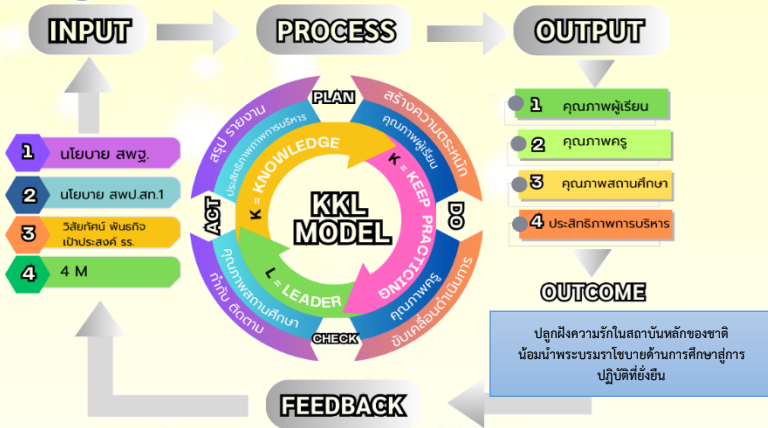 INPUT
PROCESS
OUTPUT
1 นโยบาย สพฐ.
2 นโยบาย สพป.สท.1
3 วิสัยทัศน์ พันธกิจ
เป้าประสงค์ รร.
4 4 M
PLAN
DO
CHECK
ACT
สร้างความตระหนัก
ขับเคลื่อนดำเนินการ
กำกับ ติดตาม
สรุป รายงาน
คุณภาพผู้เรียน
คุณภาพครู
คุณภาพสถานศึกษา
ประสิทธิภาพภาพการบริหาร
K = KNOWLEDGE
K = KEEP PRACTICING
L = LEADER
KKL
MODEL
1 คุณภาพผู้เรียน
2 คุณภาพครู
3 คุณภาพสถานศึกษา
4 ประสิทธิภาพการบริหาร
OUTCOME
ปลูกฝังความรักในสถาบันหลักของชาติ
น้อมนำพระบรมราโชบายด้านการศึกษาสู่การ
ปฏิบัติที่ยั่งยืน
FEEDBACK